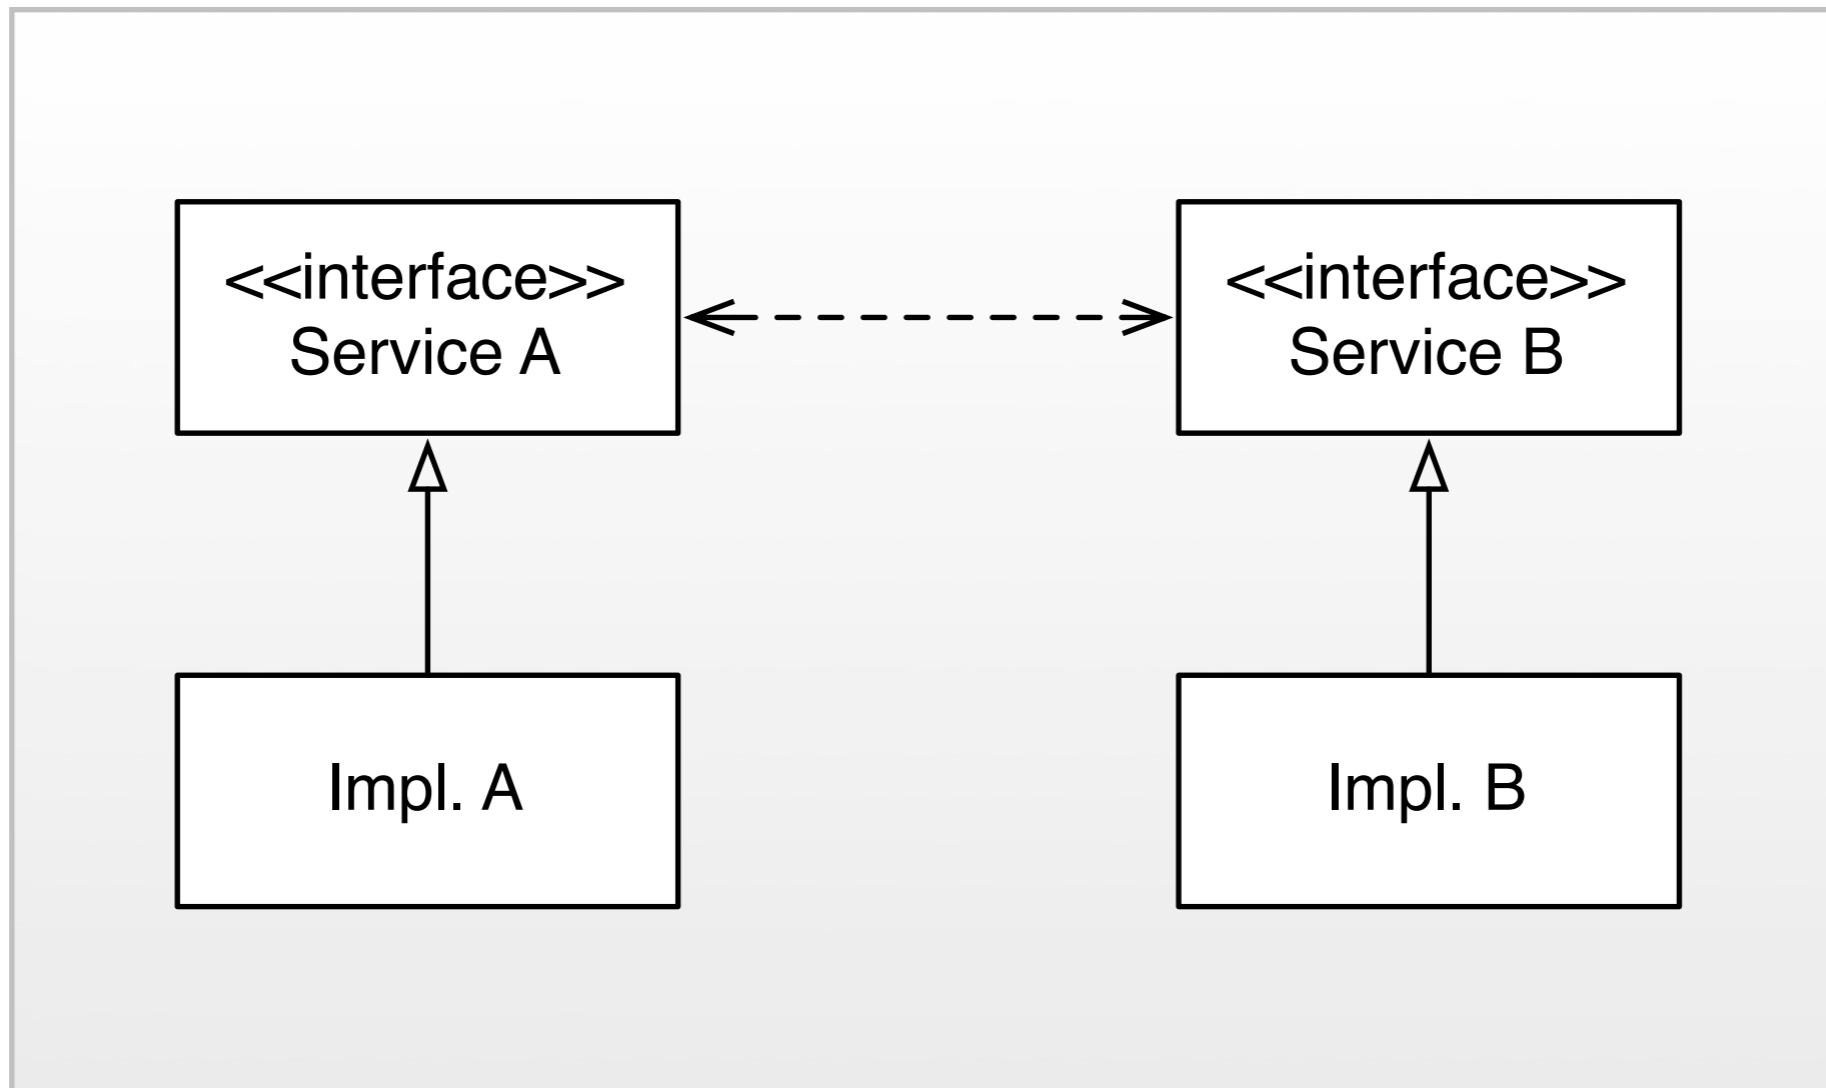 <<interface>>
Service A
<<interface>>
Service B
Impl. A
Impl. B